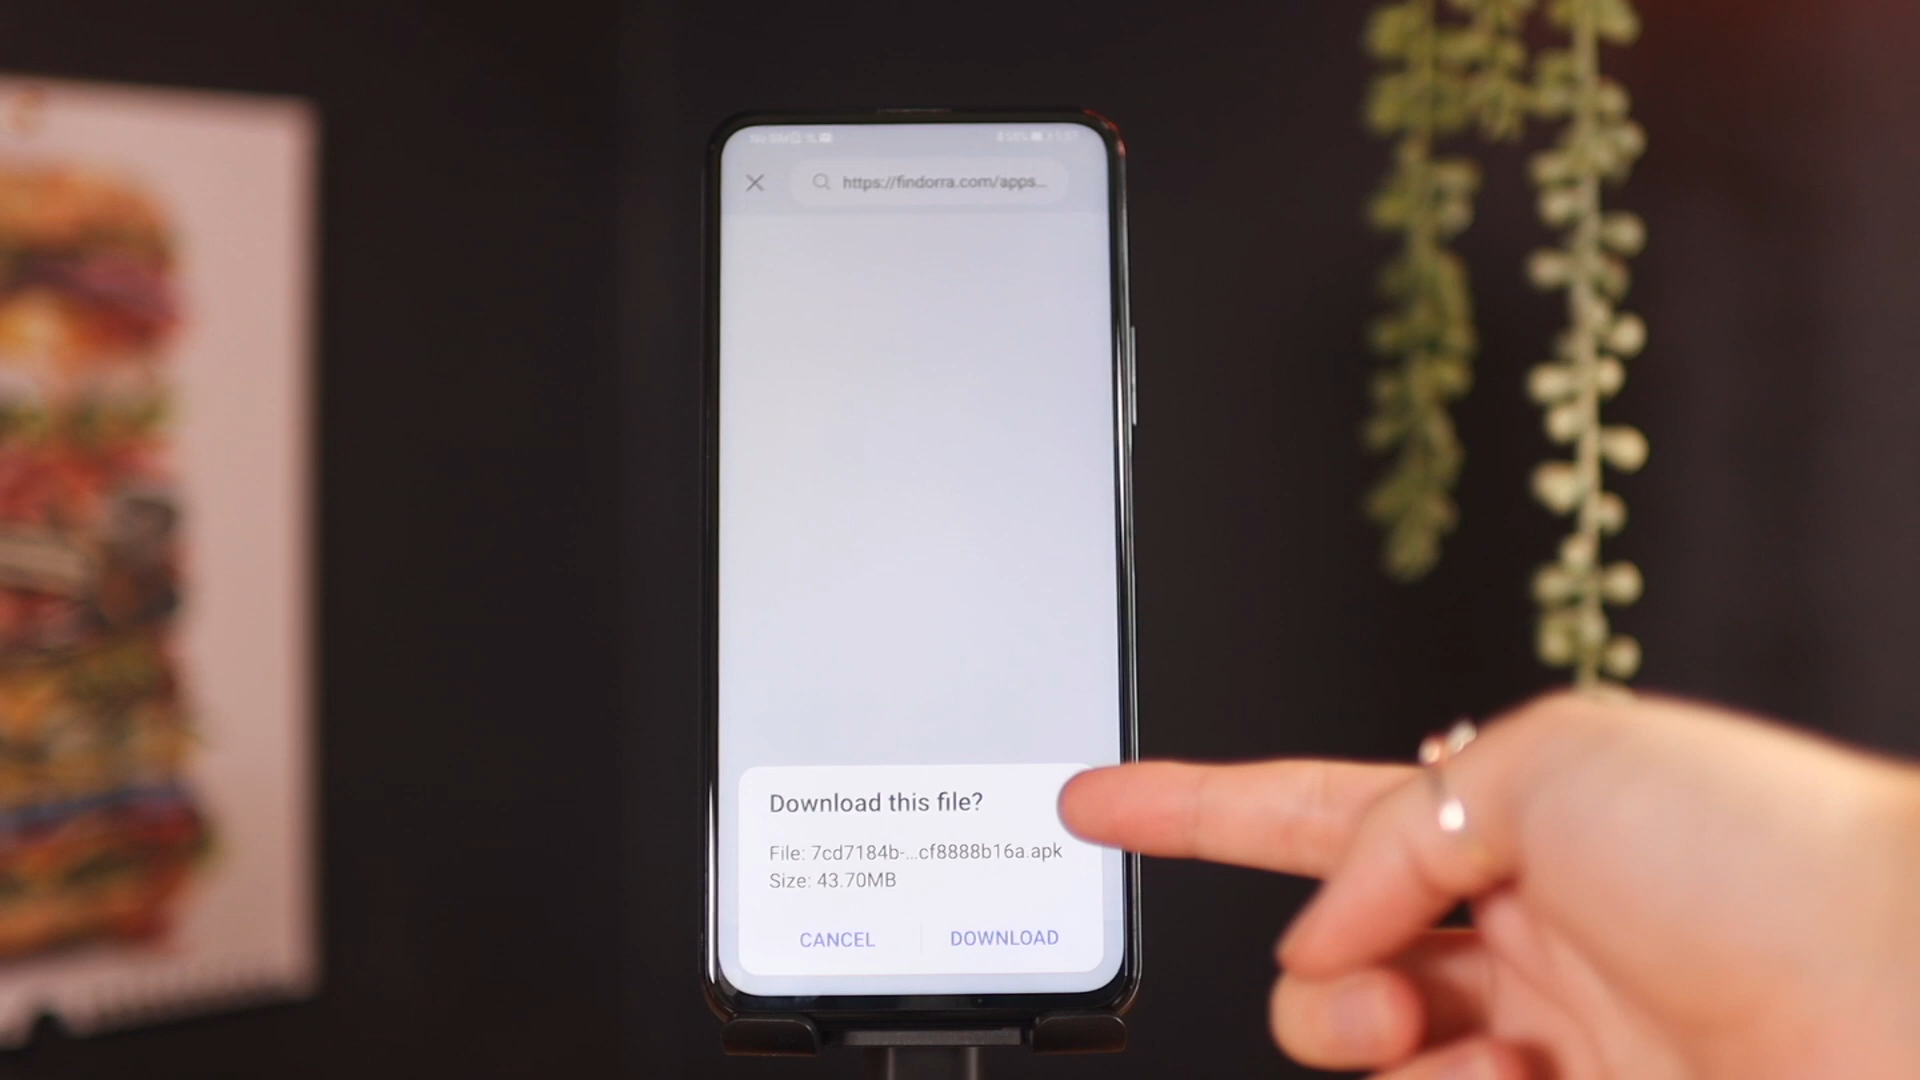 https://findorra.com/apps...
Download this file?
File: 7cd7184b-...cf8888b16a.apk
Size: 43.70MB
CANCEL
DOWNLOAD